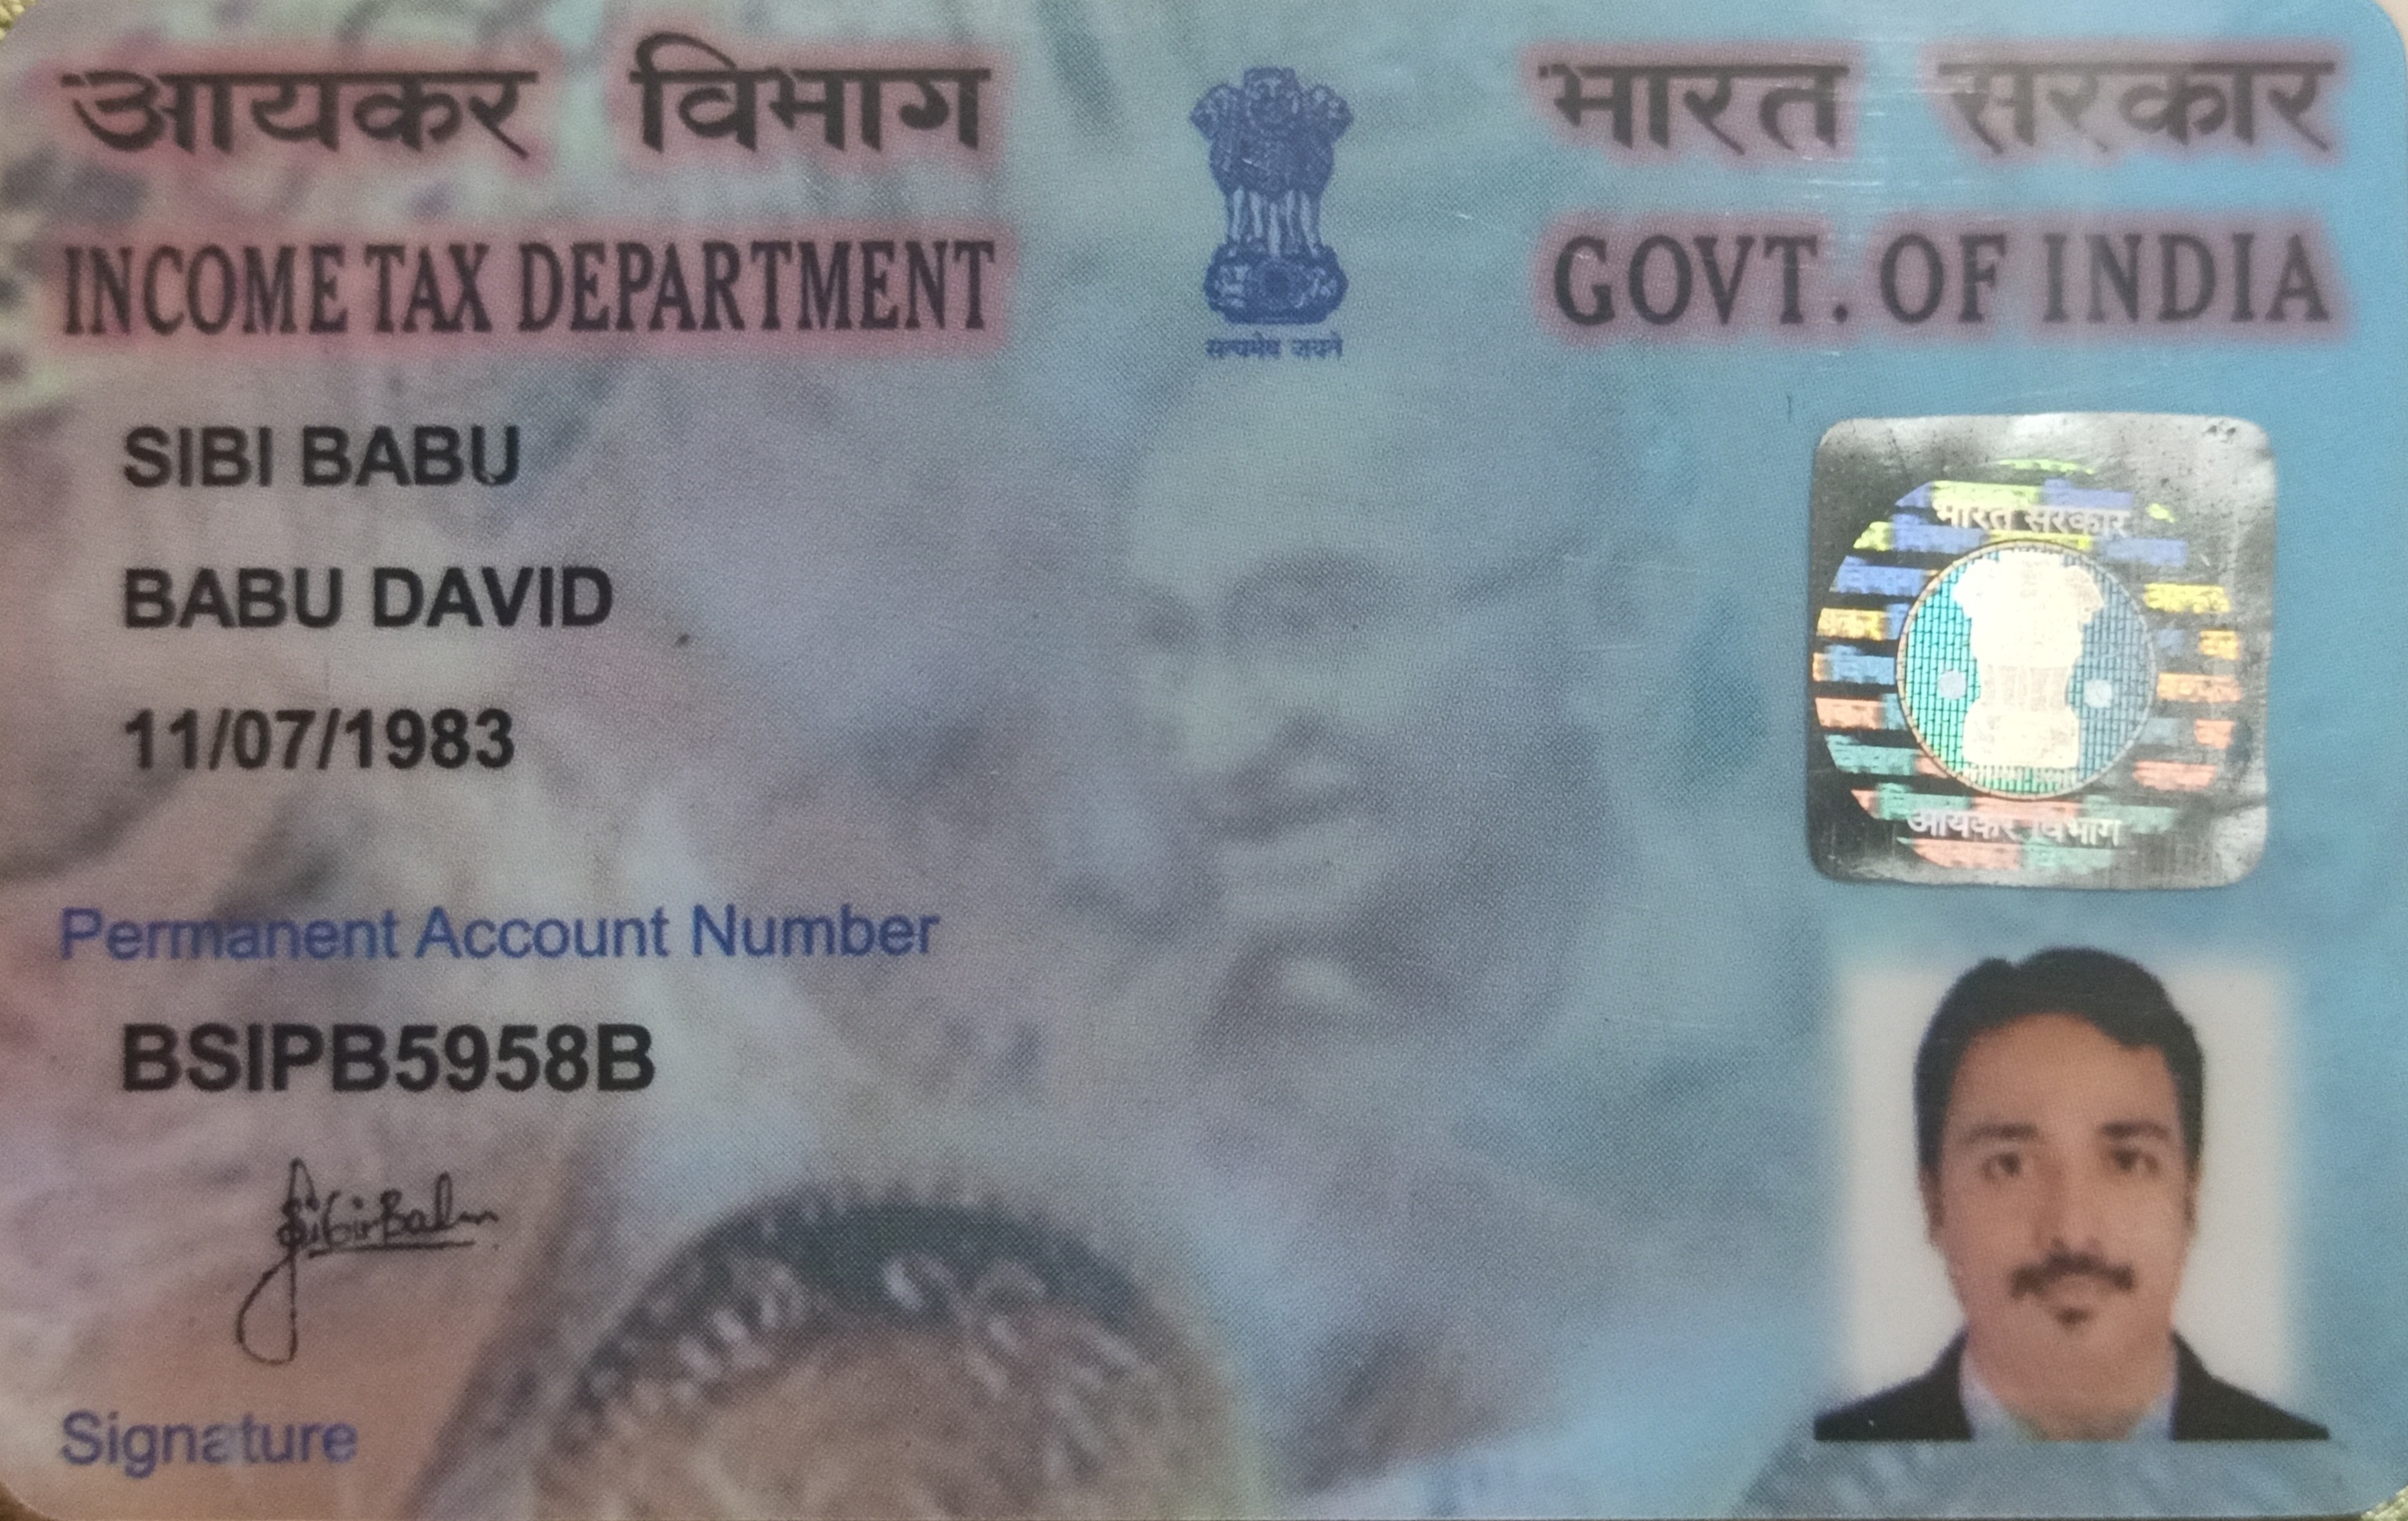 आयकर विभाग
भारत सरकार
INCOME TAX DEPARTMENT
GOVT. OF INDIA
सत्यमेव जयते
SIBI BABU
BABU DAVID
11/07/1983
भारत सरकार
आयकर विभाग
Permanent Account Number
BSIPB5958B
Sibi Babu
Signature